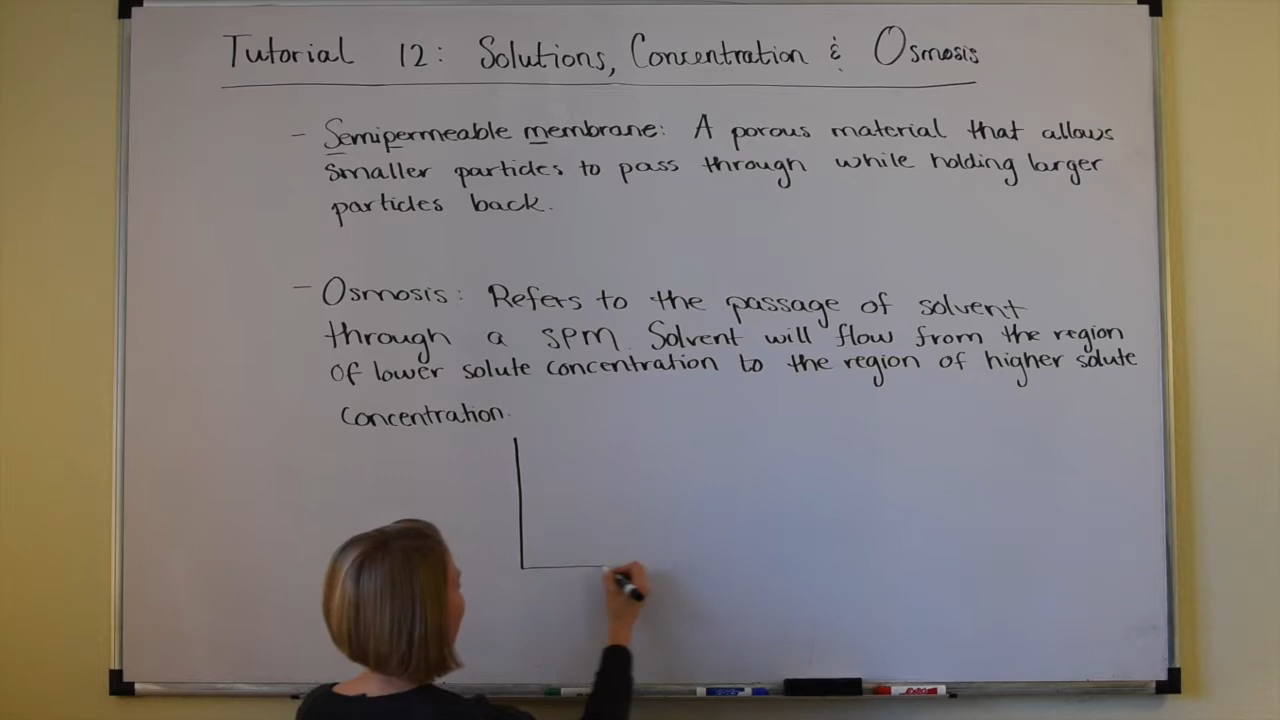 Tutorial 12: Solutions, Concentration & Osmosis
- Semipermeable membrane: A porous material that allows
smaller particles to pass through while holding larger
particles back.
- Osmosis: Refers to the passage of solvent
through a SPM. Solvent will flow from the region
of lower solute concentration to the region of higher solute
concentration.